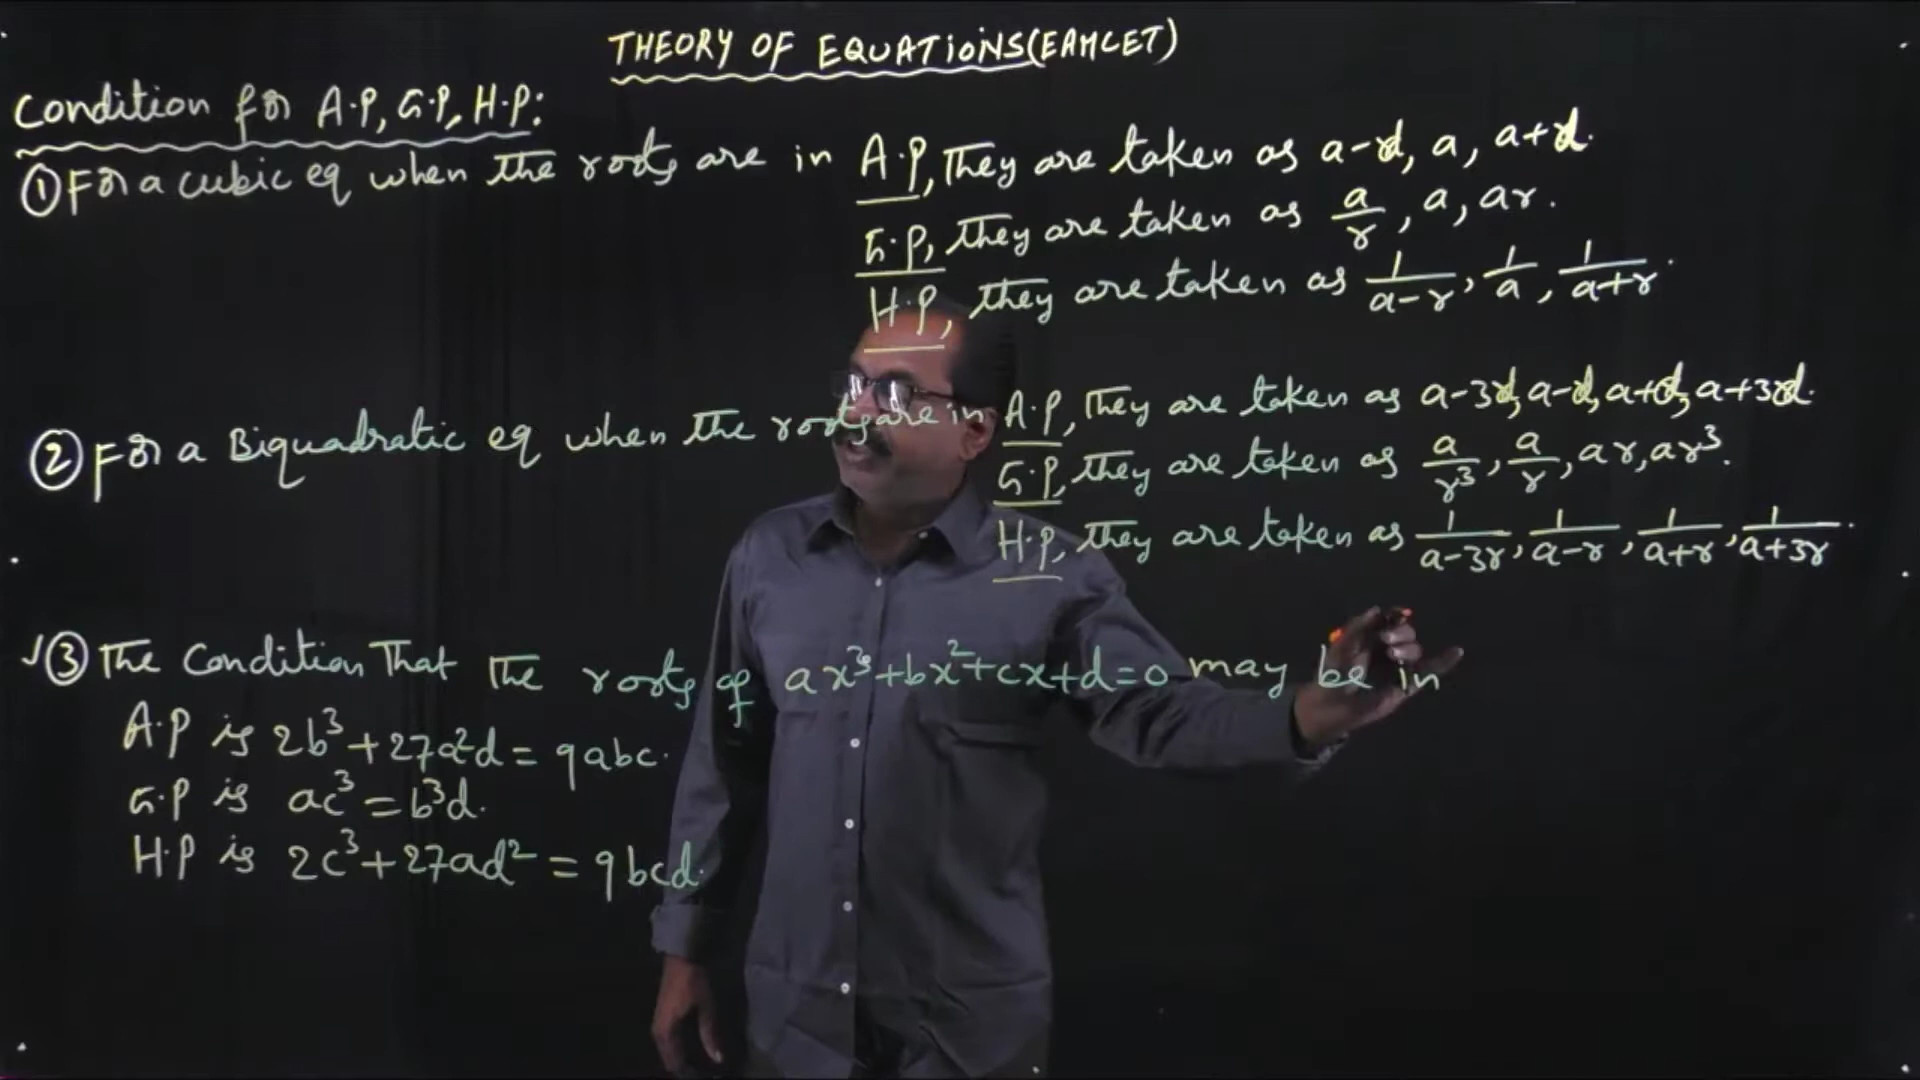 THEORY OF EQUATIONS(EAMCET)
Condition for A.P, G.P, H.P:
① For a cubic eq when the roots are in A.P, They are taken as a-d, a, a+d.
G.P, they are taken as a/r, a, ar.
H.P, they are taken as 1/(a-r), 1/a, 1/(a+r).
② For a Biquadratic eq when the roots are in A.P, They are taken as a-3d, a-d, a+d, a+3d.
G.P, they are taken as a/r³, a/r, ar, ar³.
H.P, they are taken as 1/(a-3r), 1/(a-r), 1/(a+r), 1/(a+3r).
√③ The Condition That the roots of ax³+bx²+cx+d=0 may be in
A.P is 2b³+27a²d=9abc.
G.P is ac³=b³d.
H.P is 2c³+27ad²=9bcd.